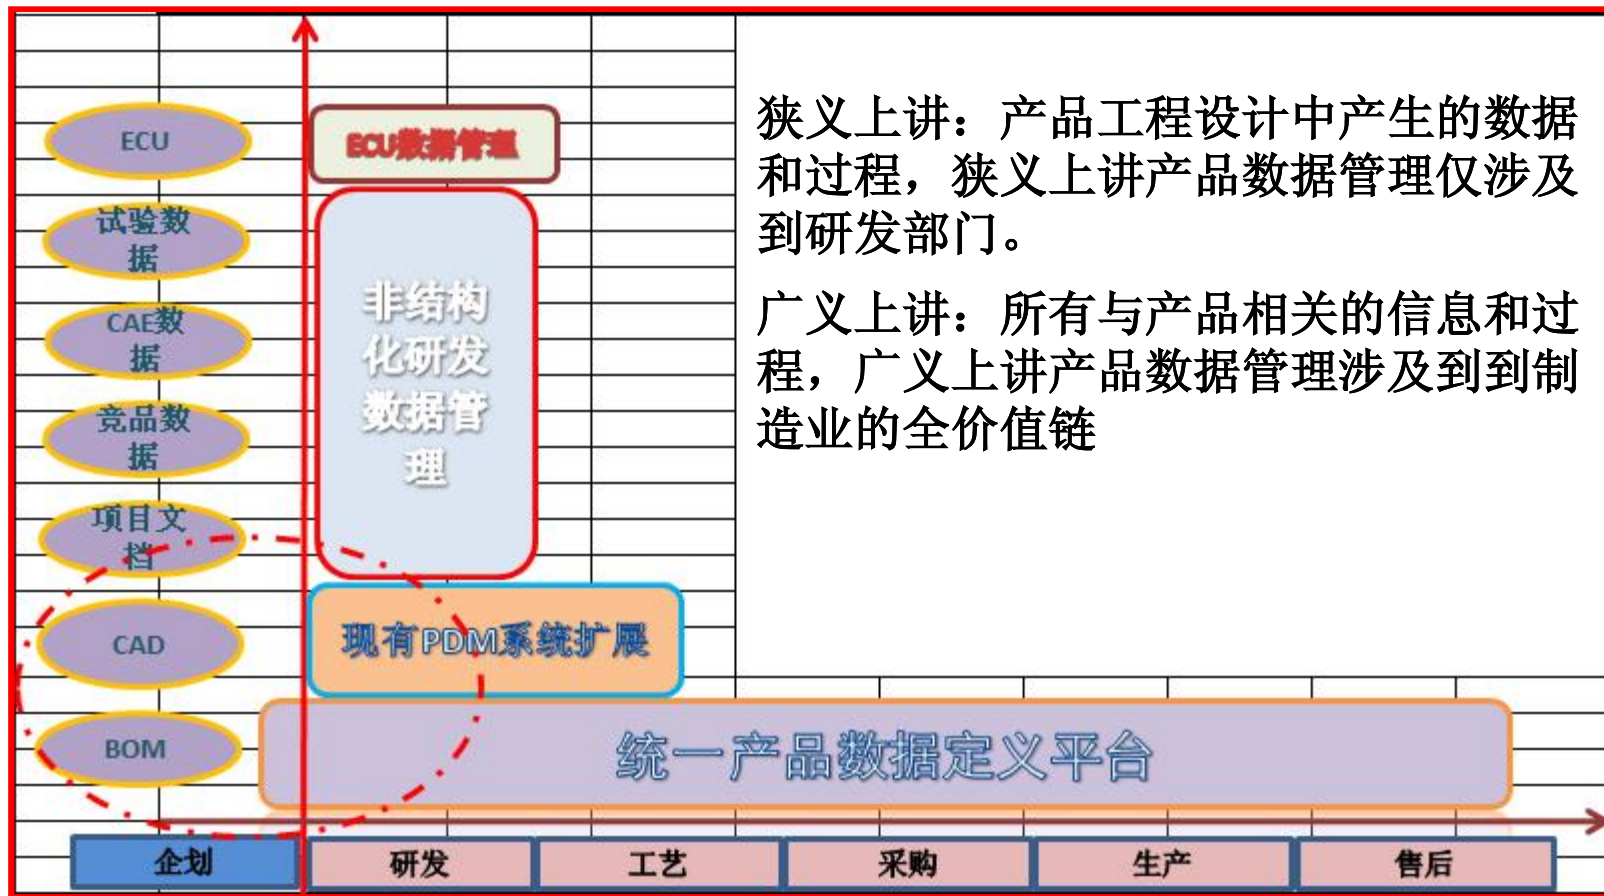 ECU
ECU数据管理
试验数
据
CAE数
据
竞品数
据
项目文
档
CAD
BOM
非结构
化研发
数据管
理
现有PDM系统扩展
统一产品数据定义平台
狭义上讲：产品工程设计中产生的数据
和过程，狭义上讲产品数据管理仅涉及
到研发部门。
广义上讲：所有与产品相关的信息和过
程，广义上讲产品数据管理涉及到到制
造业的全价值链
企划
研发
工艺
采购
生产
售后